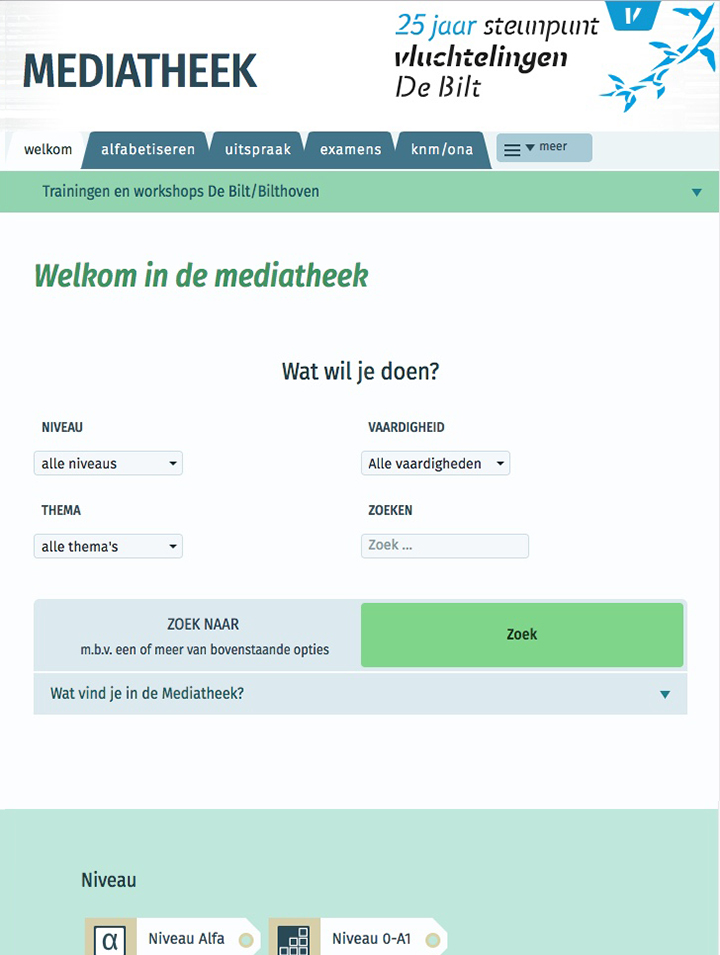 MEDIATHEEK
25 jaar steunpunt
vluchtelingen
De Bilt
V
welkom alfabetiseren uitspraak examens knm/ona meer
Trainingen en workshops De Bilt/Bilthoven
Welkom in de mediatheek
Wat wil je doen?
NIVEAU VAARDIGHEID
alle niveaus Alle vaardigheden
THEMA ZOEKEN
alle thema's Zoek ...
ZOEK NAAR
m.b.v. een of meer van bovenstaande opties
Zoek
Wat vind je in de Mediatheek?
Niveau
α Niveau Alfa Niveau 0-A1